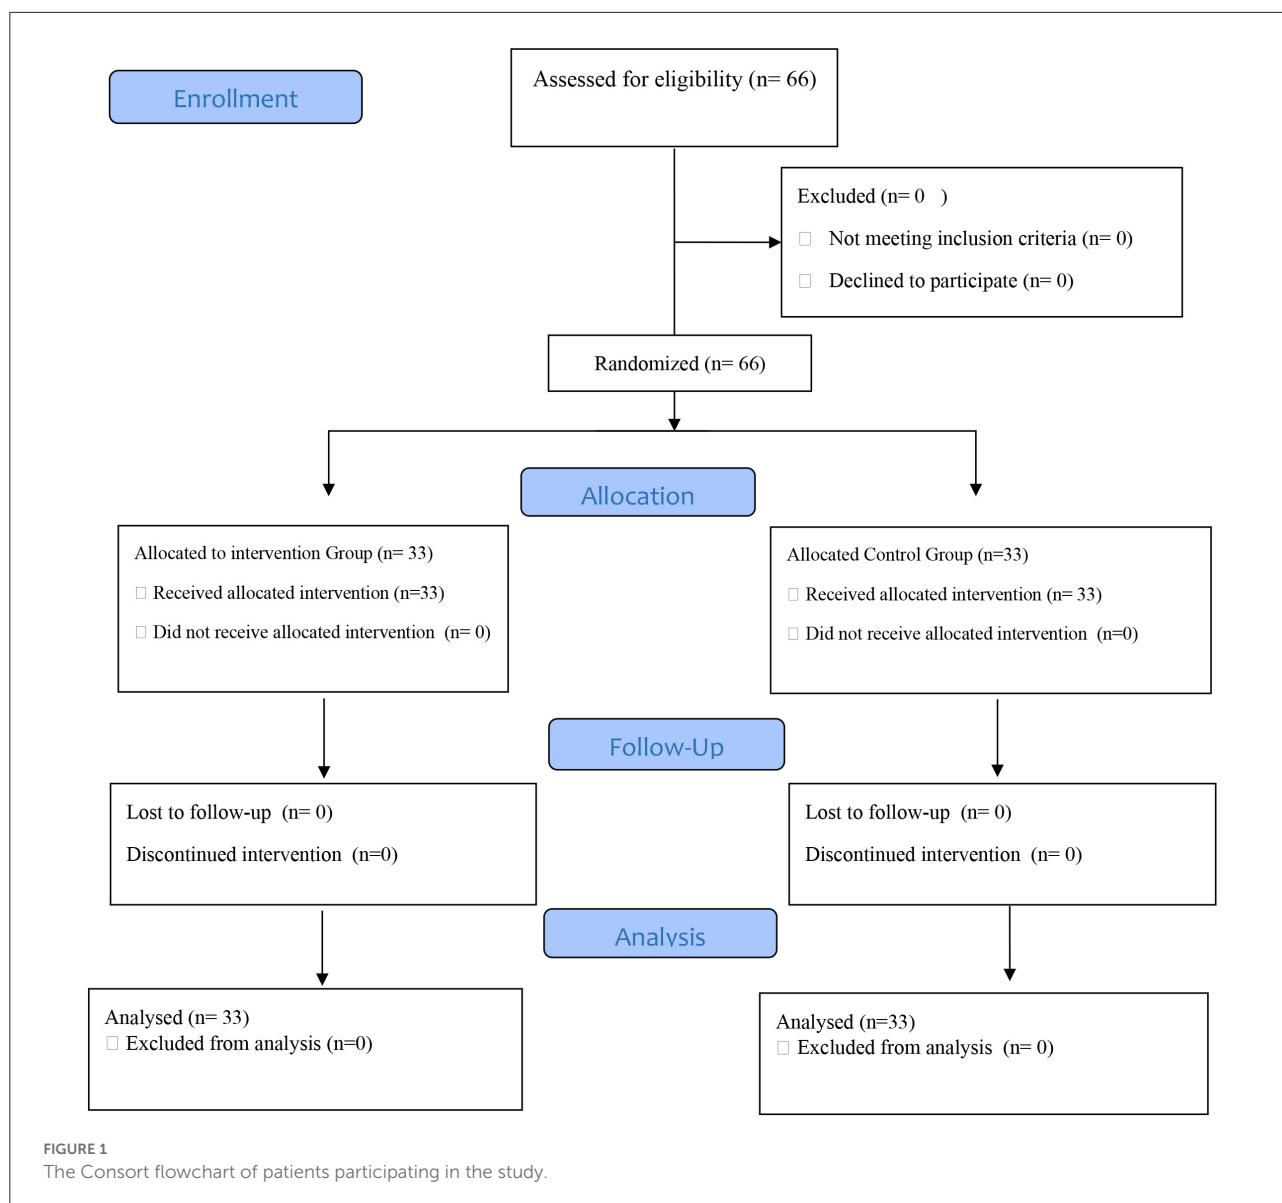 Enrollment
Assessed for eligibility (n= 66)
Excluded (n= 0   )
□ Not meeting inclusion criteria (n= 0)
□ Declined to participate (n= 0)
Randomized (n= 66)
Allocation
Allocated to intervention Group (n= 33)
□ Received allocated intervention (n=33)
□ Did not receive allocated intervention  (n= 0)
Allocated Control Group (n=33)
□ Received allocated intervention (n= 33)
□ Did not receive allocated intervention  (n=0)
Follow-Up
Lost to follow-up  (n= 0)
Discontinued intervention  (n=0)
Lost to follow-up  (n= 0)
Discontinued intervention  (n= 0)
Analysis
Analysed (n= 33)
□ Excluded from analysis (n=0)
Analysed (n=33)
□ Excluded from analysis  (n= 0)
FIGURE 1
The Consort flowchart of patients participating in the study.